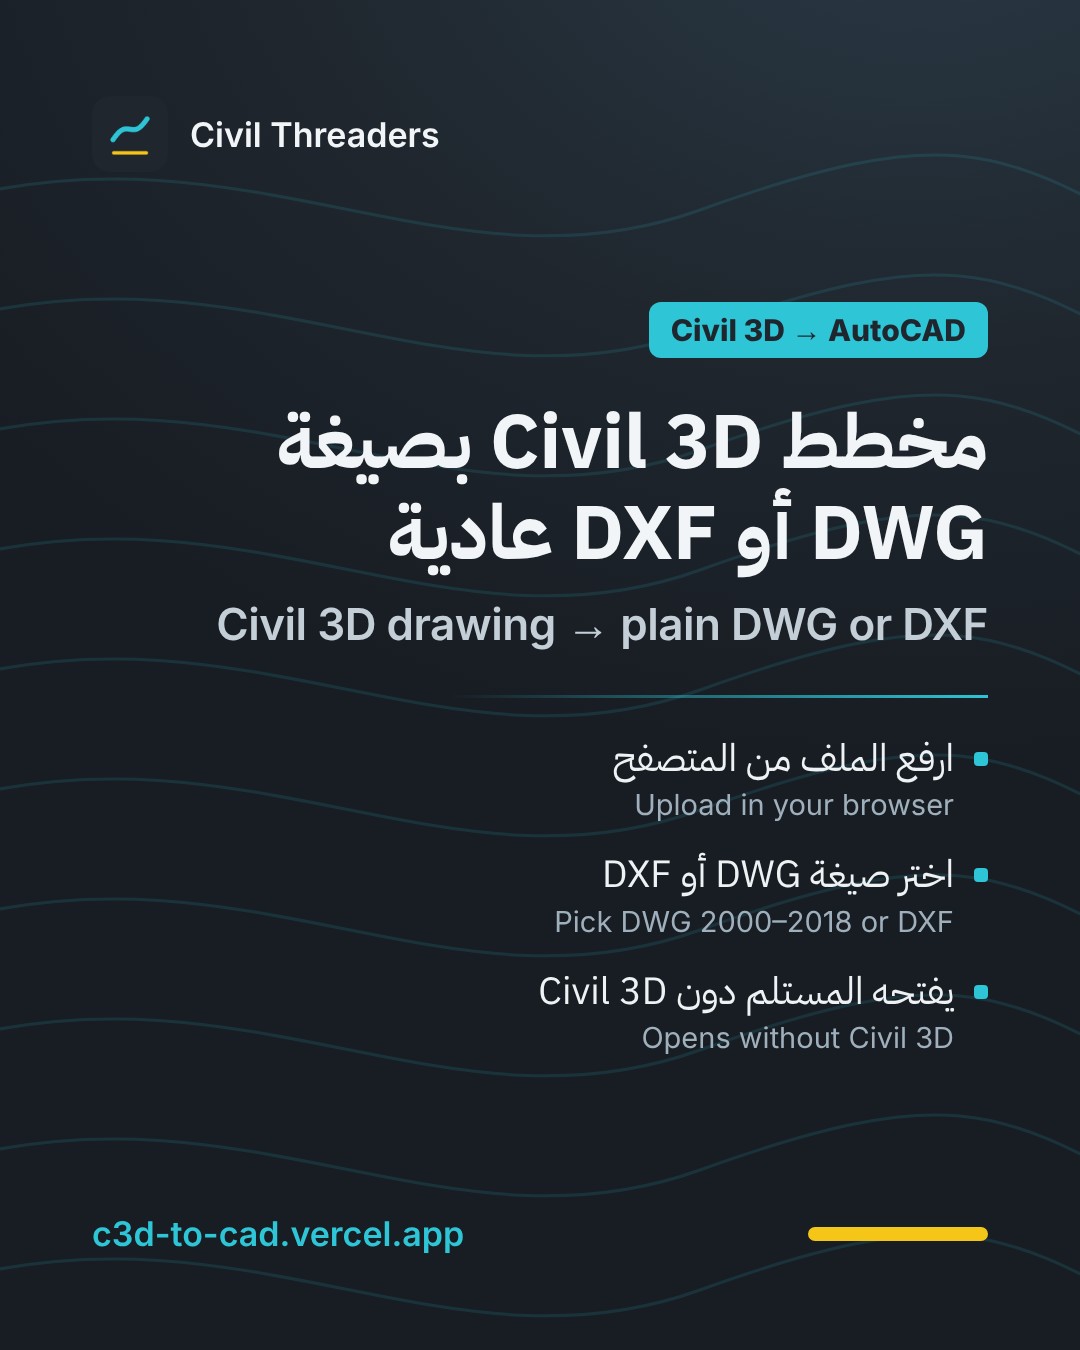 Civil Threaders
Civil 3D → AutoCAD
مخطط Civil 3D بصيغة
DWG أو DXF عادية
Civil 3D drawing → plain DWG or DXF
ارفع الملف من المتصفح
Upload in your browser
اختر صيغة DWG أو DXF
Pick DWG 2000–2018 or DXF
يفتحه المستلم دون Civil 3D
Opens without Civil 3D
c3d-to-cad.vercel.app